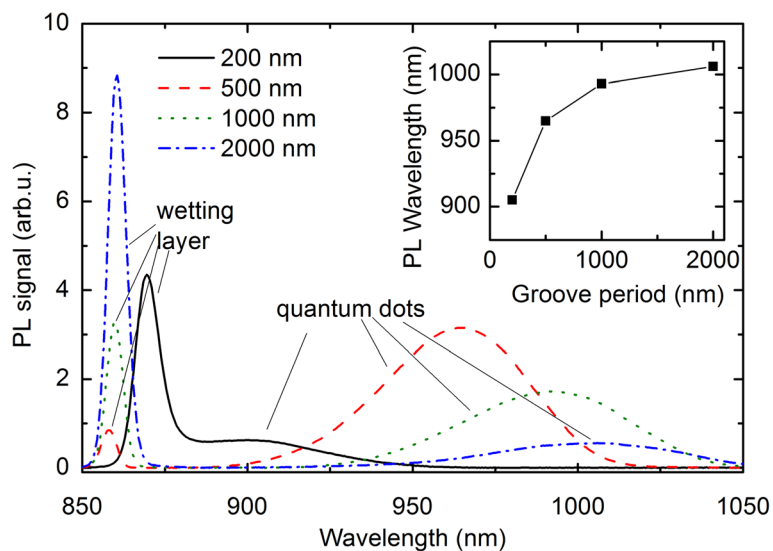 10
8
6
4
2
0
PL signal (arb.u.)
850
900
950
1000
1050
Wavelength (nm)
200 nm
500 nm
1000 nm
2000 nm
wetting
layer
quantum dots
1000
950
900
PL Wavelength (nm)
0
1000
2000
Groove period (nm)